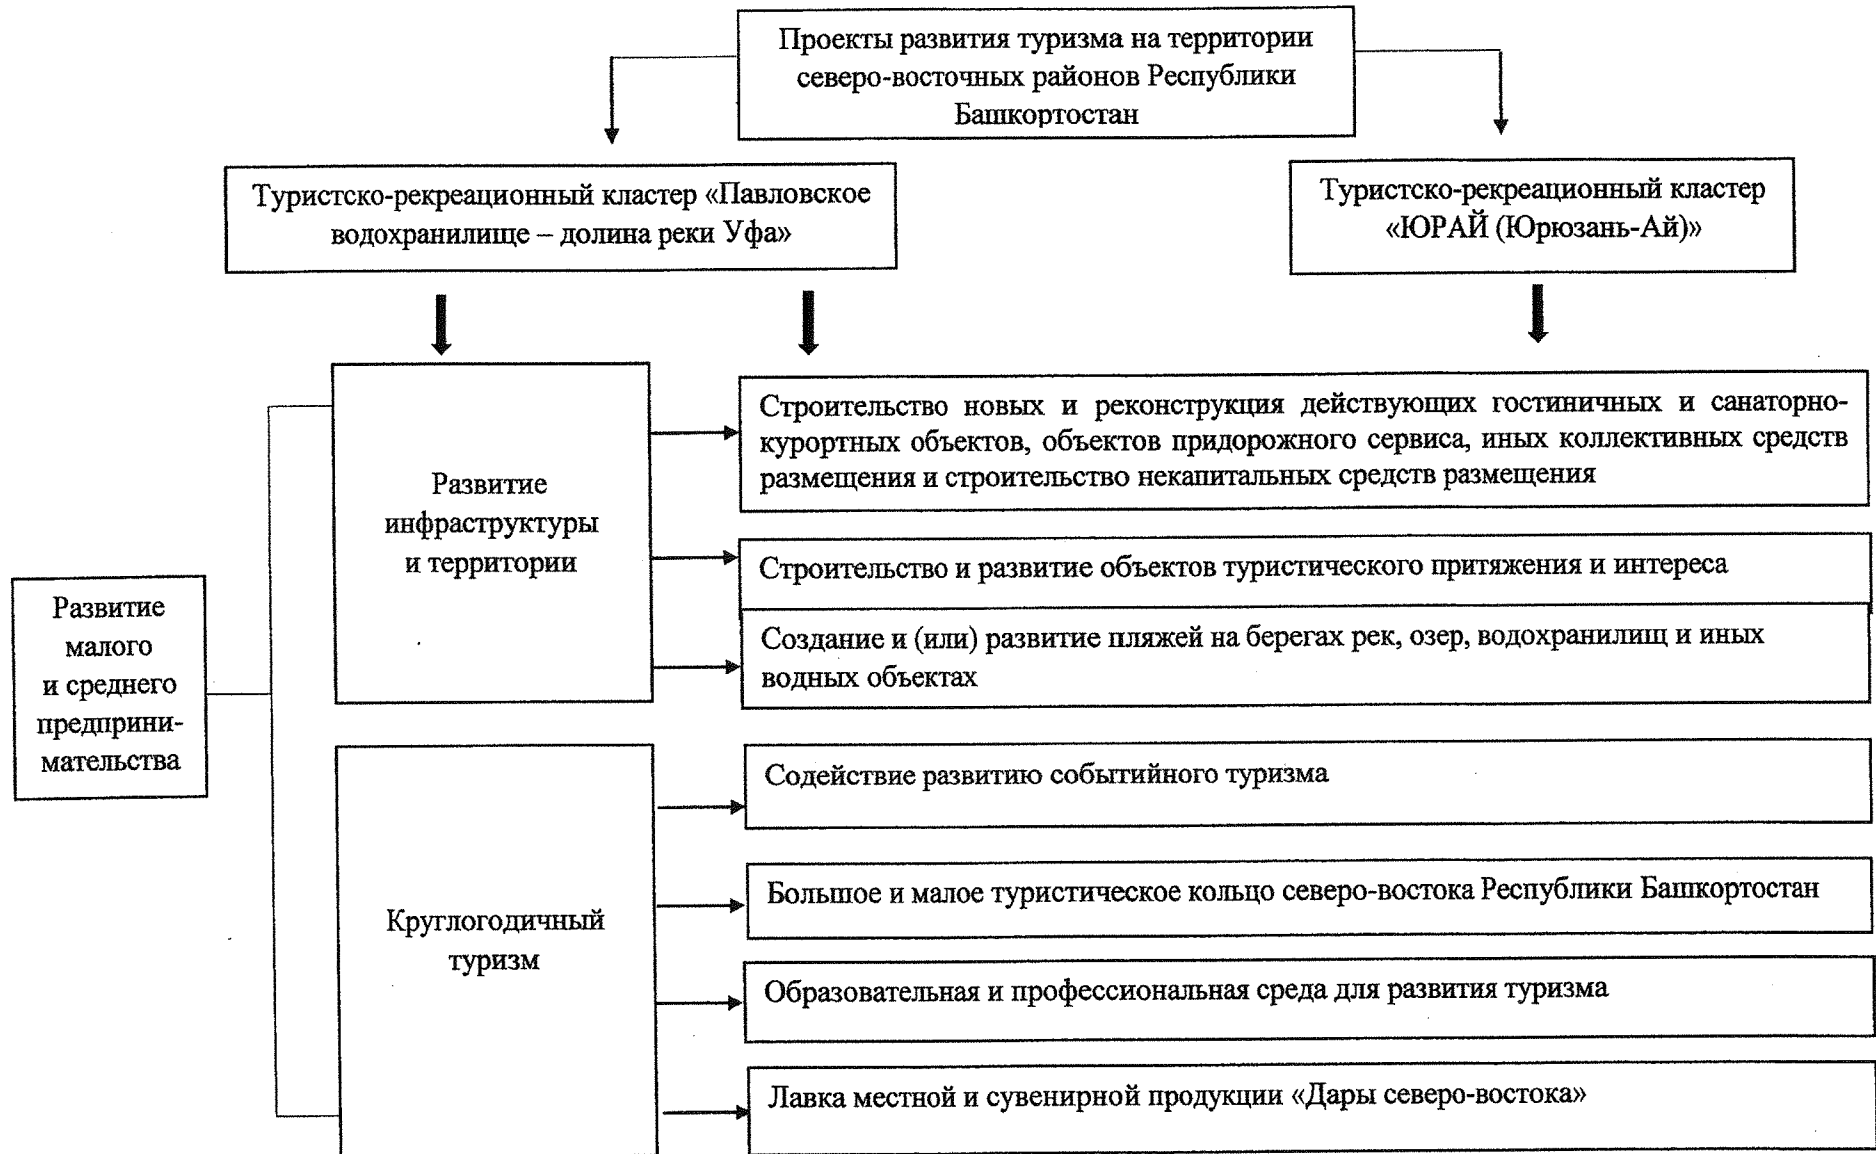 Проекты развития туризма на территории
северо-восточных районов Республики
Башкортостан
Туристско-рекреационный кластер «Павловское
водохранилище – долина реки Уфа»
Туристско-рекреационный кластер
«ЮРАЙ (Юрюзань-Ай)»
Развитие
малого
и среднего
предприни-
мательства
Развитие
инфраструктуры
и территории
Строительство новых и реконструкция действующих гостиничных и санаторно-
курортных объектов, объектов придорожного сервиса, иных коллективных средств
размещения и строительство некапитальных средств размещения
Строительство и развитие объектов туристического притяжения и интереса
Создание и (или) развитие пляжей на берегах рек, озер, водохранилищ и иных
водных объектах
Круглогодичный
туризм
Содействие развитию событийного туризма
Большое и малое туристическое кольцо северо-востока Республики Башкортостан
Образовательная и профессиональная среда для развития туризма
Лавка местной и сувенирной продукции «Дары северо-востока»